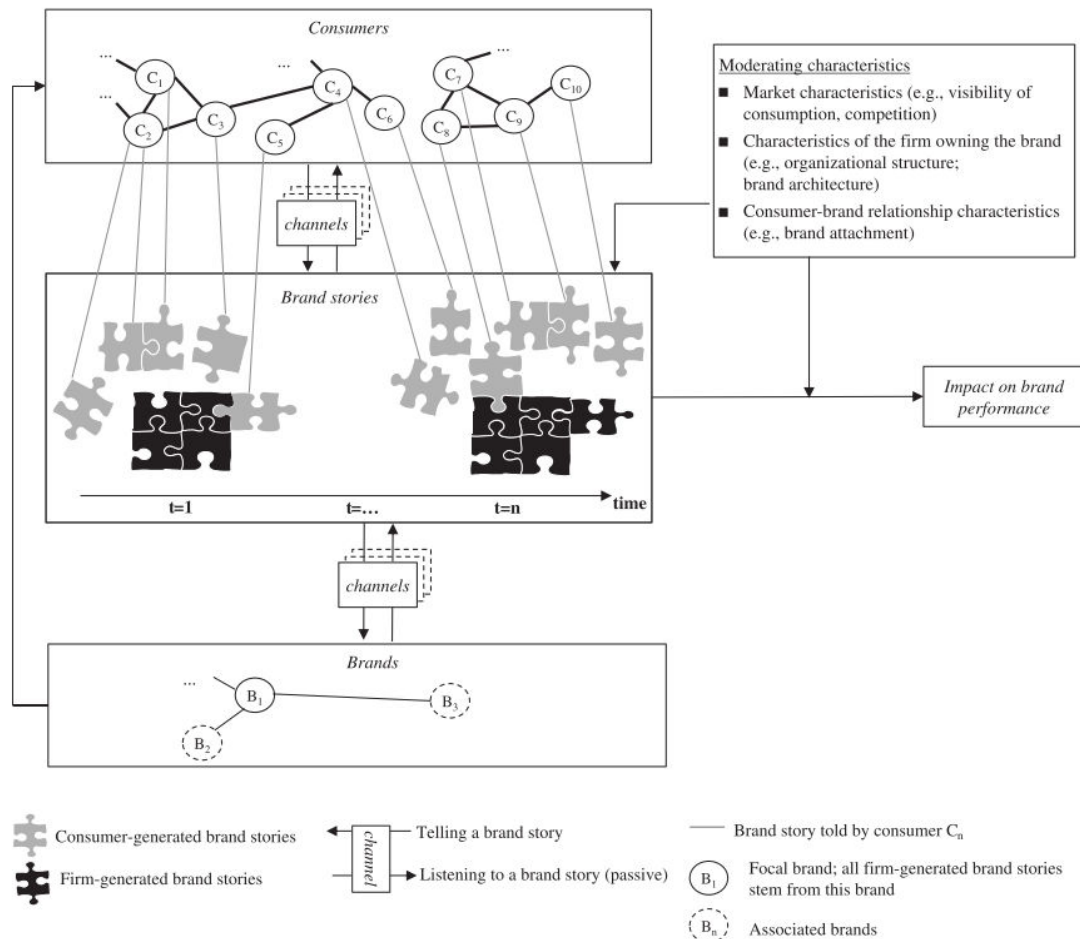 Consumers
...
...
...
...
C1
C2
C3
C4
C5
C6
C7
C8
C9
C10
Moderating characteristics
■ Market characteristics (e.g., visibility of
consumption, competition)
■ Characteristics of the firm owning the brand
(e.g., organizational structure;
brand architecture)
■ Consumer-brand relationship characteristics
(e.g., brand attachment)
channels
Brand stories
Impact on brand
performance
t=1
t=...
t=n
time
channels
Brands
...
B1
B2
B3
Consumer-generated brand stories
Firm-generated brand stories
channel
Telling a brand story
Listening to a brand story (passive)
Brand story told by consumer Cn
B1
Focal brand; all firm-generated brand stories
stem from this brand
Bn
Associated brands